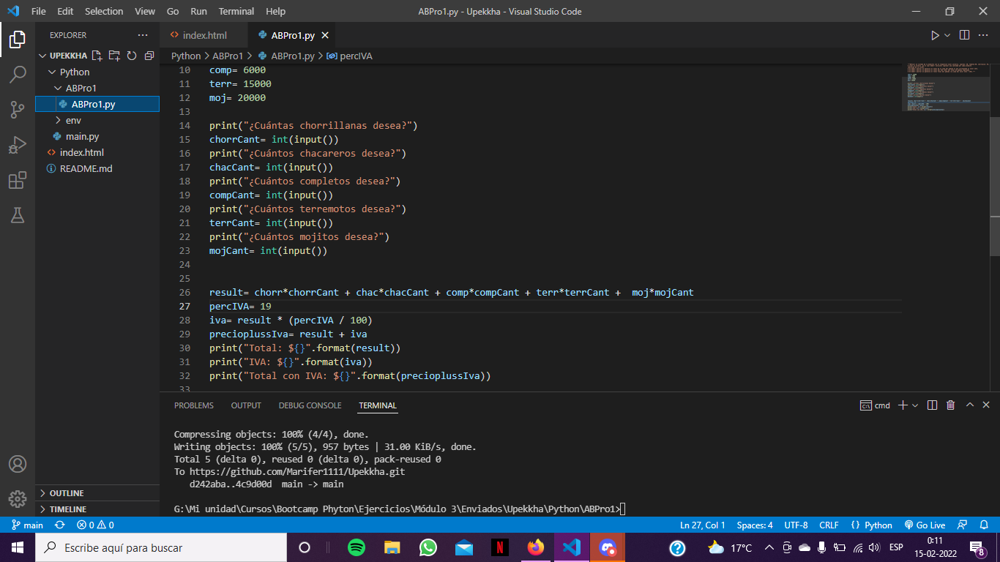 File Edit Selection View Go Run Terminal Help ABPro1.py - Upekkha - Visual Studio Code
EXPLORER
index.html
ABPro1.py
UPEKKHA
Python
ABPro1
ABPro1.py
env
main.py
index.html
README.md
OUTLINE
TIMELINE
Python > ABPro1 > ABPro1.py > percIVA
10 comp= 6000
11 terr= 15000
12 moj= 20000
13
14 print("¿Cuántas chorrillanas desea?")
15 chorrCant= int(input())
16 print("¿Cuántos chacareros desea?")
17 chacCant= int(input())
18 print("¿Cuántos completos desea?")
19 compCant= int(input())
20 print("¿Cuántos terremotos desea?")
21 terrCant= int(input())
22 print("¿Cuántos mojitos desea?")
23 mojCant= int(input())
24
25
26 result= chorr*chorrCant + chac*chacCant + comp*compCant + terr*terrCant +  moj*mojCant
27 percIVA= 19
28 iva= result * (percIVA / 100)
29 precioplussIva= result + iva
30 print("Total: ${}".format(result))
31 print("IVA: ${}".format(iva))
32 print("Total con IVA: ${}".format(precioplussIva))
33
PROBLEMS OUTPUT DEBUG CONSOLE TERMINAL
cmd
Compressing objects: 100% (4/4), done.
Writing objects: 100% (5/5), 957 bytes | 31.00 KiB/s, done.
Total 5 (delta 0), reused 0 (delta 0), pack-reused 0
To https://github.com/Marifer1111/Upekkha.git
   d242aba..4c9d00d  main -> main
G:\Mi unidad\Cursos\Bootcamp Phyton\Ejercicios\Módulo 3\Enviados\Upekkha\Python\ABPro1>
main 0 0 Ln 27, Col 1 Spaces: 4 UTF-8 CRLF {} Python Go Live
Escribe aquí para buscar
17°C
ESP
0:11
15-02-2022
8